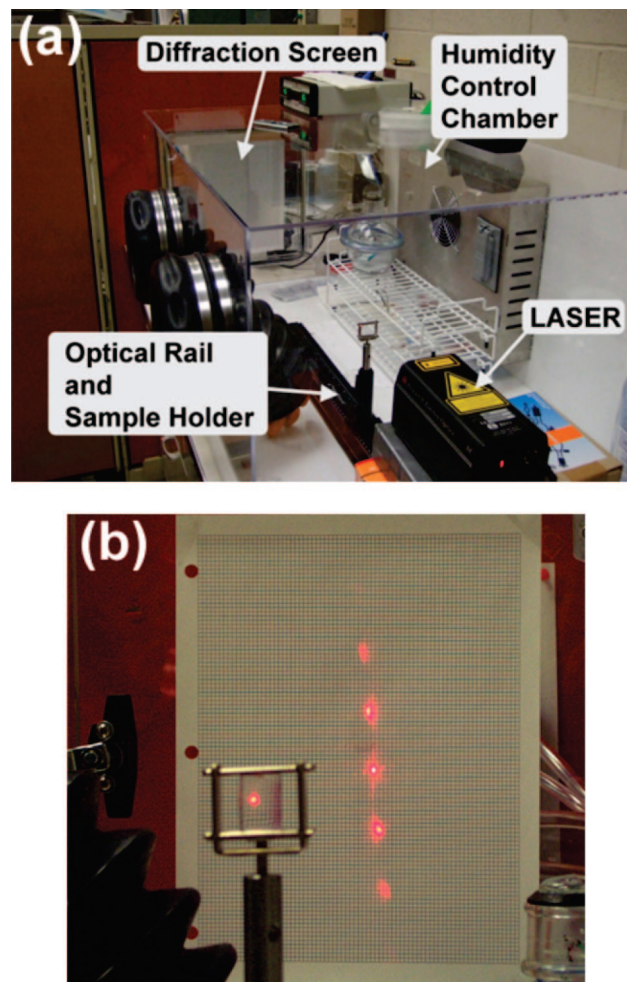 (a)
Diffraction Screen
Humidity
Control
Chamber
LASER
Optical Rail
and
Sample Holder
(b)